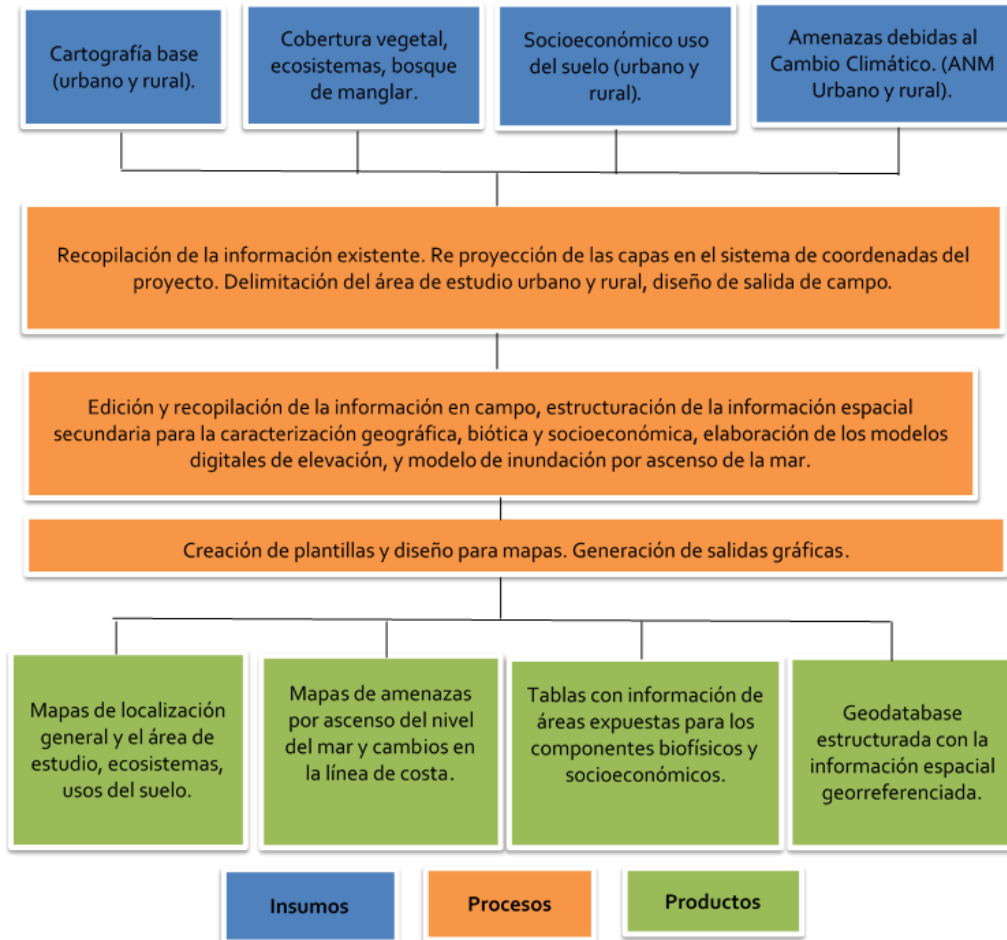 Cartografía base
(urbano y rural).
Cobertura vegetal,
ecosistemas, bosque
de manglar.
Socioeconómico uso
del suelo (urbano y
rural).
Amenazas debidas al
Cambio Climático. (ANM
Urbano y rural).
Recopilación de la información existente. Re proyección de las capas en el sistema de coordenadas del
proyecto. Delimitación del área de estudio urbano y rural, diseño de salida de campo.
Edición y recopilación de la información en campo, estructuración de la información espacial
secundaria para la caracterización geográfica, biótica y socioeconómica, elaboración de los modelos
digitales de elevación, y modelo de inundación por ascenso de la mar.
Creación de plantillas y diseño para mapas. Generación de salidas gráficas.
Mapas de localización
general y el área de
estudio, ecosistemas,
usos del suelo.
Mapas de amenazas
por ascenso del nivel
del mar y cambios en
la línea de costa.
Tablas con información de
áreas expuestas para los
componentes biofísicos y
socioeconómicos.
Geodatabase
estructurada con la
información espacial
georreferenciada.
Insumos
Procesos
Productos